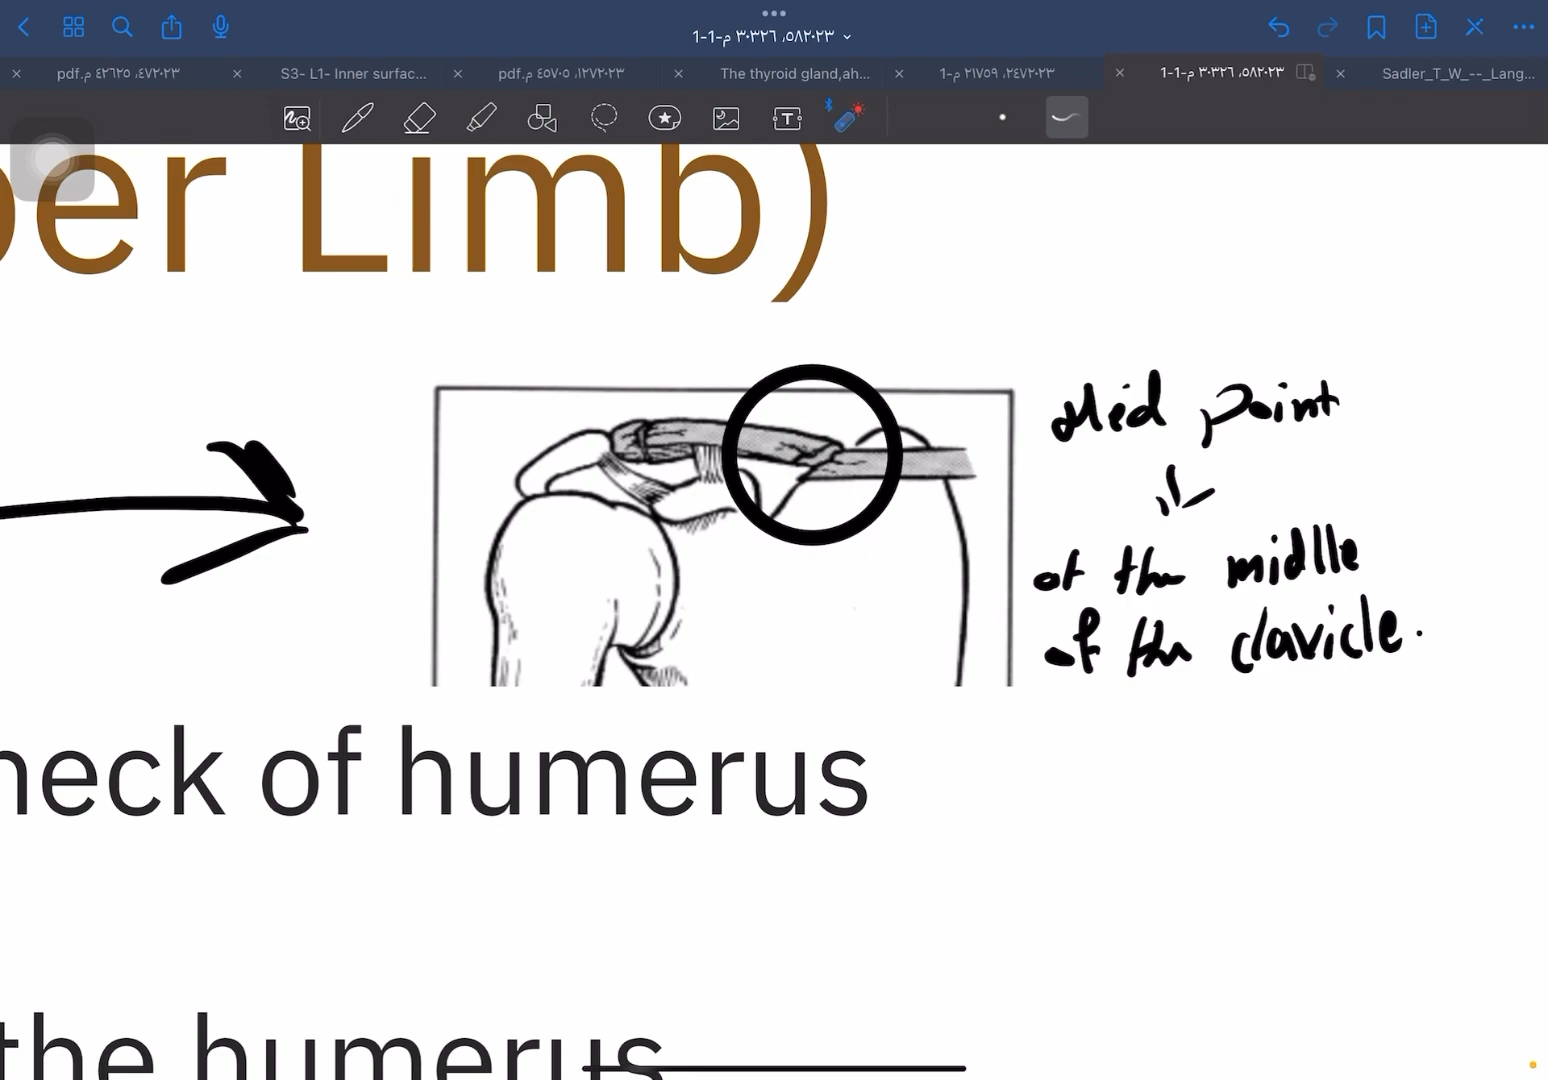 1-1-م ٣٠٣٢٦ ،٥٨٢٠٢٣
٤٧٢٠٢٣، ٤٢٦٢٥ م.pdf
S3- L1- Inner surfac...
١٢٧٢٠٢٣، ٤٥٧٠٥ م.pdf
The thyroid gland,ah...
1-م ٢١٧٥٩ ،٢٤٧٢٠٢٣
1-1-م ٣٠٣٢٦ ،٥٨٢٠٢٣
Sadler_T_W_--_Lang...
per Limb)
Mid point
of the midlle
of the clavicle.
neck of humerus
the humerus